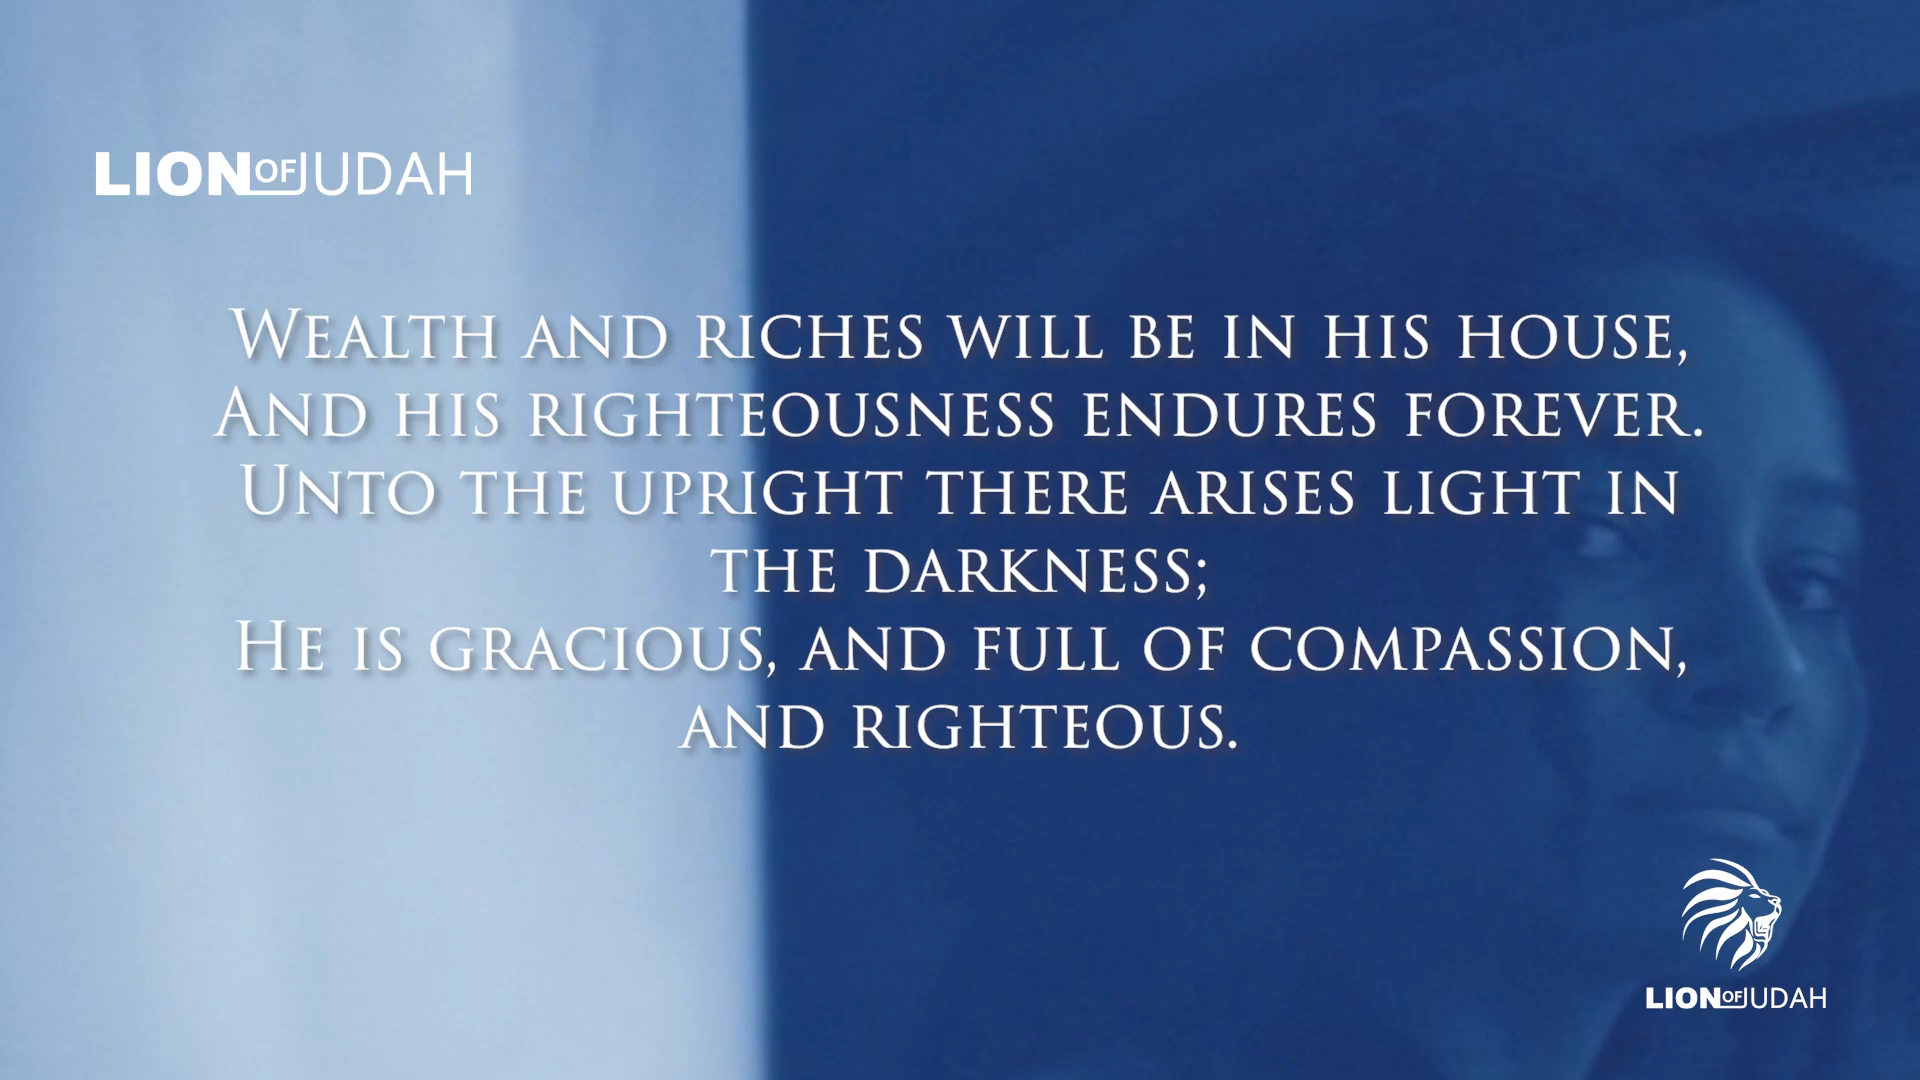 LION OF JUDAH
Wealth and riches will be in his house,
And his righteousness endures forever.
Unto the upright there arises light in
the darkness;
He is gracious, and full of compassion,
and righteous.
LION OF JUDAH